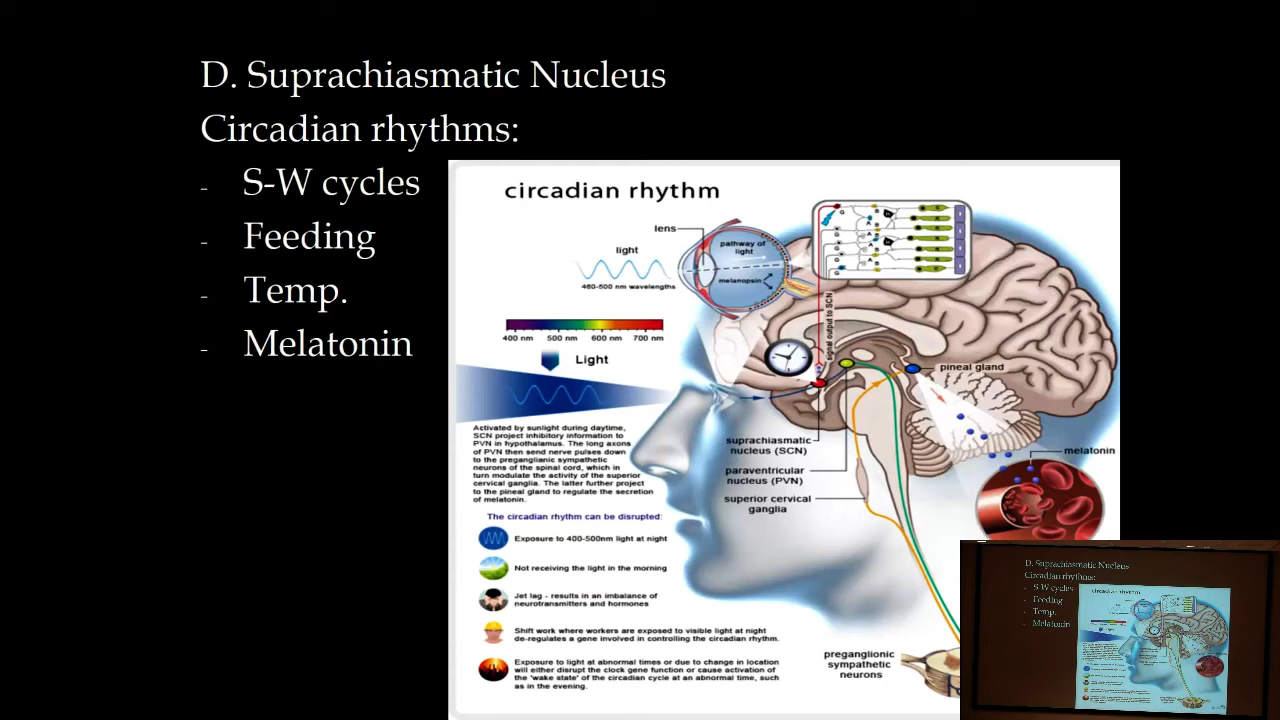 D. Suprachiasmatic Nucleus
Circadian rhythms:
- S-W cycles
- Feeding
- Temp.
- Melatonin
circadian rhythm
lens
light
460-500 nm wavelengths
pathway of
light
melanopsin
signal output to SCN
400 nm 500 nm 600 nm 700 nm
Light
pineal gland
Activated by sunlight during daytime,
SCN project inhibitory information to
PVN in hypothalamus. The long axons
of PVN then send nerve pulses down
to the preganglianic sympathetic
neurons of the spinal cord, which in
turn modulate the activity of the superior
cervical ganglia. The latter further project
to the pineal gland to regulate the secretion
of melatonin.
suprachiasmatic
nucleus (SCN)
paraventricular
nucleus (PVN)
superior cervical
ganglia
melatonin
The circadian rhythm can be disrupted:
Exposure to 400-500nm light at night
Not receiving the light in the morning
Jet lag - results in an imbalance of
neurotransmitters and hormones
Shift work where workers are exposed to visible light at night
de-regulates a gene involved in controlling the circadian rhythm.
Exposure to light at abnormal times or due to change in location
will either disrupt the clock gene function or cause activation of
the 'wake state' of the circadian cycle at an abnormal time, such
as in the evening.
preganglionic
sympathetic
neurons
D. Suprachiasmatic Nucleus
Circadian rhythms:
- S-W cycles
- Feeding
- Temp.
- Melatonin
circadian rhythm